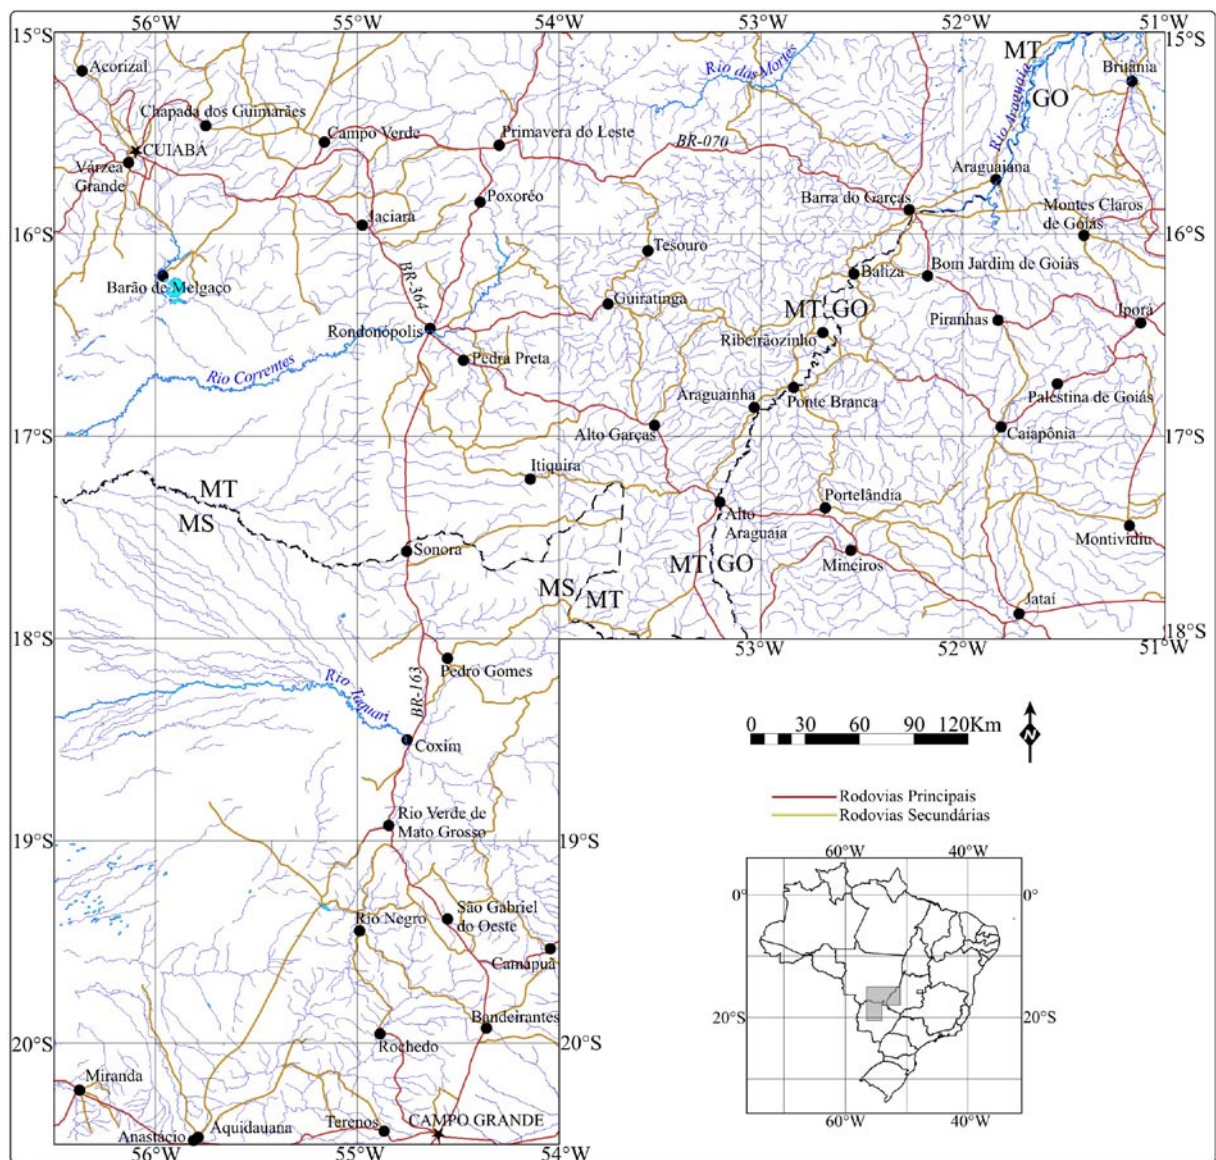 56°W
55°W
54°W
53°W
52°W
51°W
15°S
15°S
MT
Acorizal
Rio das Mortes
Britânia
GO
Rio Araguaia
Chapada dos Guimarães
Campo Verde
Primavera do Leste
BR-070
CUIABÁ
Várzea
Grande
Araguaiana
Poxoréo
Barra do Garças
Montes Claros
de Goiás
Jaciara
16°S
16°S
Tesouro
Baliza
Bom Jardim de Goiás
BR-364
Barão de Melgaço
Guiratinga
MT
GO
Iporá
Piranhas
Rondonópolis
Ribeirãozinho
Pedra Preta
Rio Correntes
Araguainha
Ponte Branca
Palestina de Goiás
Alto Garças
Caiapônia
17°S
17°S
Itiquira
MT
MS
Portelândia
Alto
Araguaia
Montividiu
Sonora
Mineiros
MT
GO
MS
MT
Jataí
18°S
18°S
53°W
52°W
51°W
Pedro Gomes
Rio Taquari
BR-163
Coxim
0 30 60 90 120Km
N
Rodovias Principais
Rodovias Secundárias
Rio Verde de
Mato Grosso
19°S
19°S
60°W
40°W
0°
0°
São Gabriel
do Oeste
Rio Negro
Camapuã
20°S
20°S
Bandeirantes
Rochedo
20°S
20°S
Miranda
60°W
40°W
Terenos
CAMPO GRANDE
Aquidauana
Anastácio
56°W
55°W
54°W